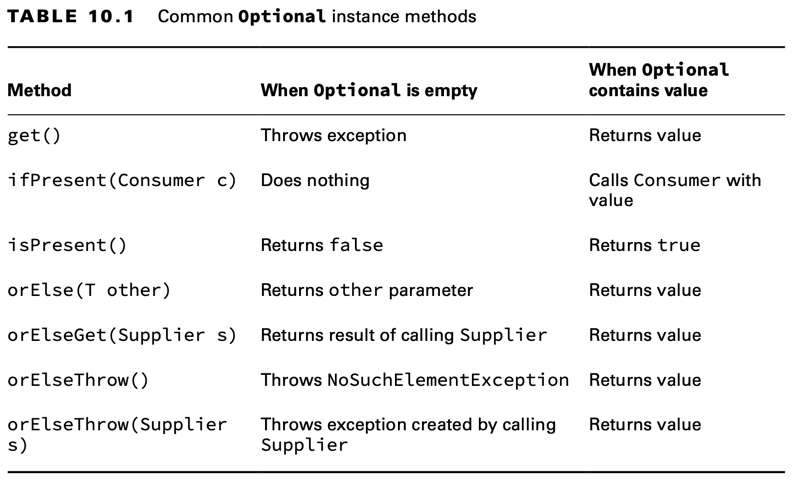 TABLE 10.1 Common Optional instance methods
Method When Optional is empty When Optional contains value
get() Throws exception Returns value
ifPresent(Consumer c) Does nothing Calls Consumer with value
isPresent() Returns false Returns true
orElse(T other) Returns other parameter Returns value
orElseGet(Supplier s) Returns result of calling Supplier Returns value
orElseThrow() Throws NoSuchElementException Returns value
orElseThrow(Supplier s) Throws exception created by calling Supplier Returns value